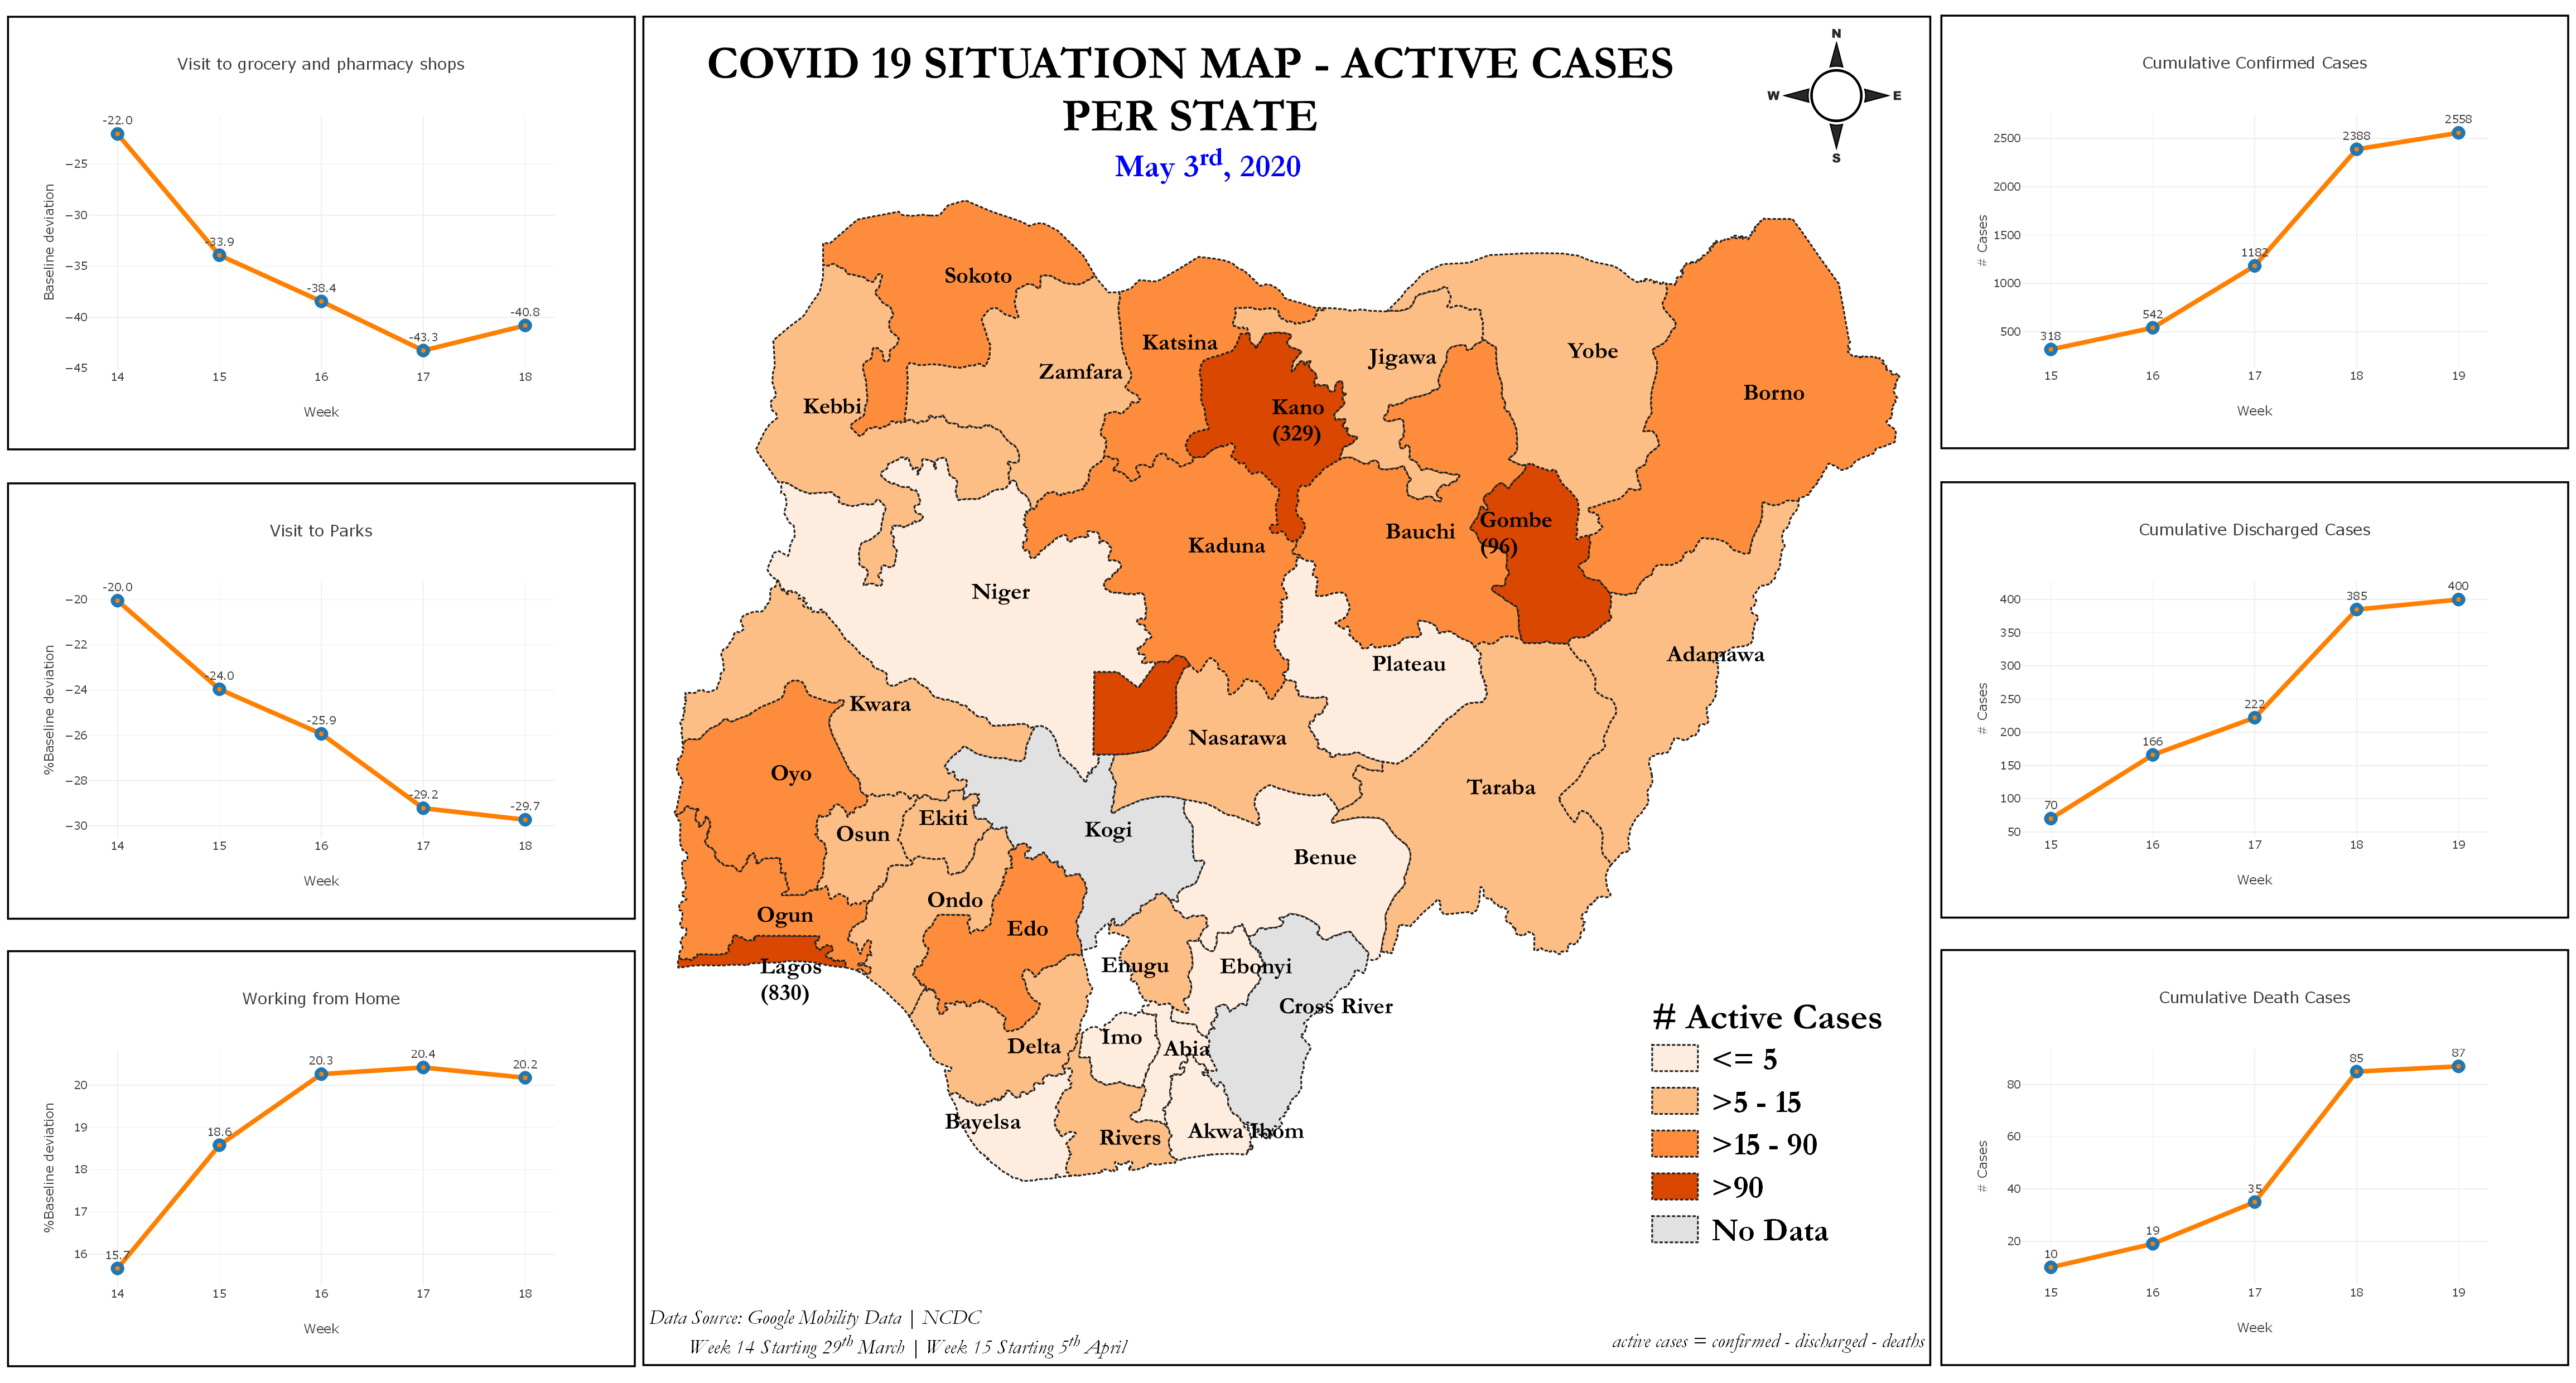 Visit to grocery and pharmacy shops
-22.0
-33.9
-38.4
-43.3
-40.8
−25
−30
−35
−40
−45
Baseline deviation
14 15 16 17 18
Week
Visit to Parks
-20.0
-24.0
-25.9
-29.2
-29.7
−20
−22
−24
−26
−28
−30
%Baseline deviation
14 15 16 17 18
Week
Working from Home
15.7
18.6
20.3
20.4
20.2
20
19
18
17
16
%Baseline deviation
14 15 16 17 18
Week
COVID 19 SITUATION MAP - ACTIVE CASES
PER STATE
May 3rd, 2020
N
W E
S
Sokoto
Katsina
Jigawa
Yobe
Zamfara
Borno
Kebbi
Kano
(329)
Gombe
(96)
Bauchi
Kaduna
Niger
Adamawa
Plateau
Kwara
Nasarawa
Oyo
Taraba
Ekiti
Osun
Kogi
Benue
Ondo
Ogun
Edo
Lagos
(830)
Enugu
Ebonyi
Cross River
Imo
Abia
Delta
Bayelsa
Rivers
Akwa Ibom
# Active Cases
<= 5
>5 - 15
>15 - 90
>90
No Data
Data Source: Google Mobility Data | NCDC
Week 14 Starting 29th March | Week 15 Starting 5th April
active cases = confirmed - discharged - deaths
Cumulative Confirmed Cases
318
542
1182
2388
2558
2500
2000
1500
1000
500
# Cases
15 16 17 18 19
Week
Cumulative Discharged Cases
70
166
222
385
400
400
350
300
250
200
150
100
50
# Cases
15 16 17 18 19
Week
Cumulative Death Cases
10
19
35
85
87
80
60
40
20
# Cases
15 16 17 18 19
Week